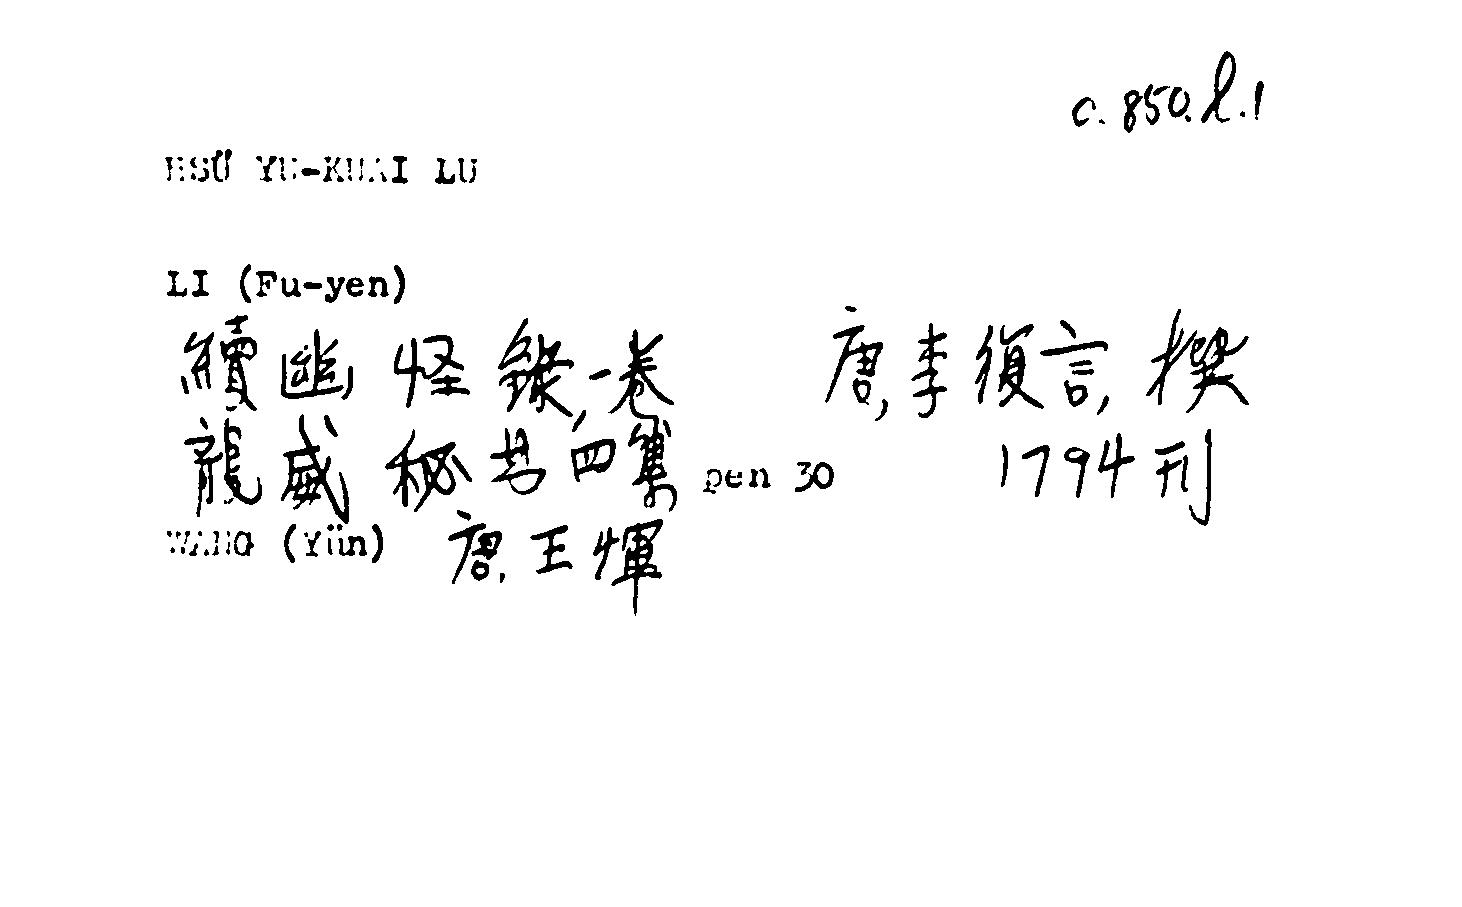 c. 850. l. 1
HSÜ YU-KUAI LU
LI (Fu-yen)
續幽怪錄,一卷 唐,李復言,撰
龍威秘書四集, pen 30 1794刊
WANG (Yün) 唐,王惲